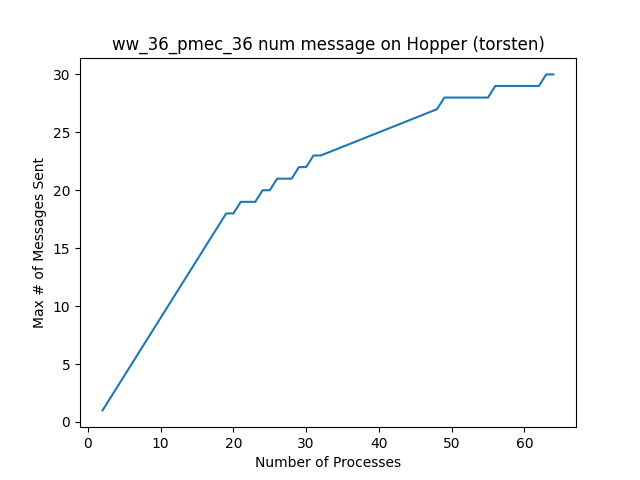 ww_36_pmec_36 num message on Hopper (torsten)
30
25
20
15
10
5
0
Max # of Messages Sent
0 10 20 30 40 50 60
Number of Processes